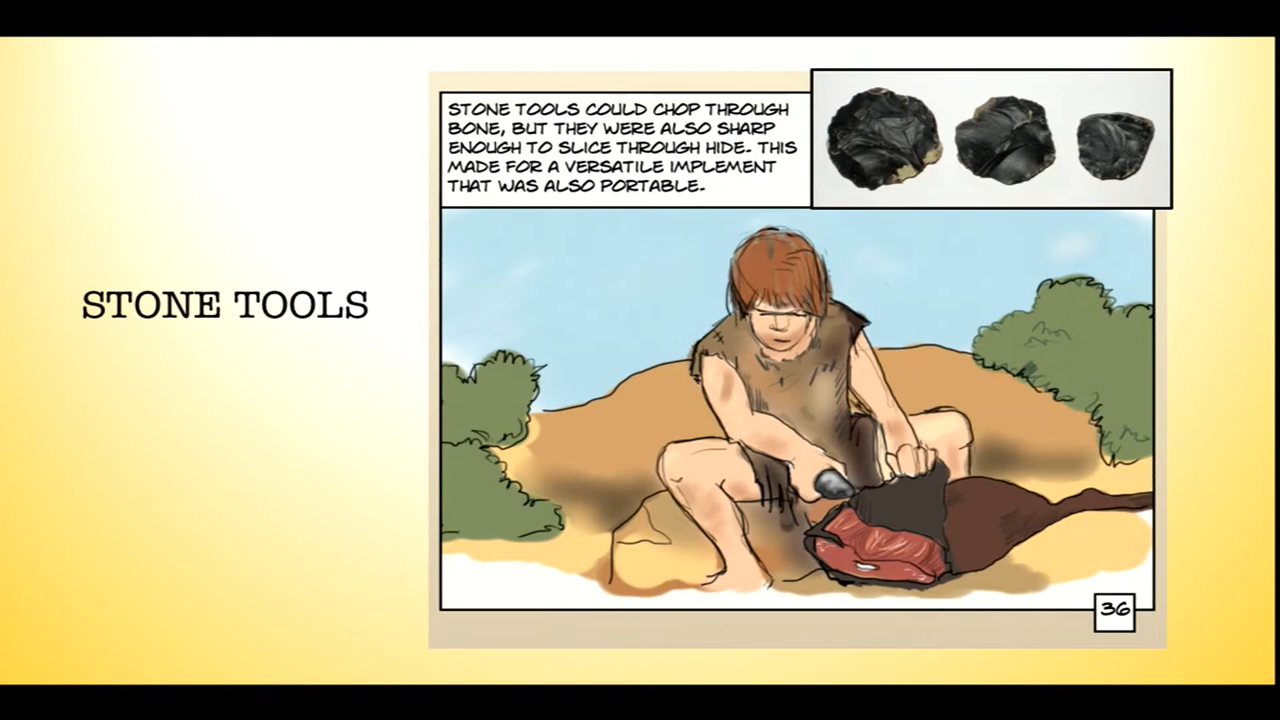 STONE TOOLS
STONE TOOLS COULD CHOP THROUGH
BONE, BUT THEY WERE ALSO SHARP
ENOUGH TO SLICE THROUGH HIDE. THIS
MADE FOR A VERSATILE IMPLEMENT
THAT WAS ALSO PORTABLE.
36